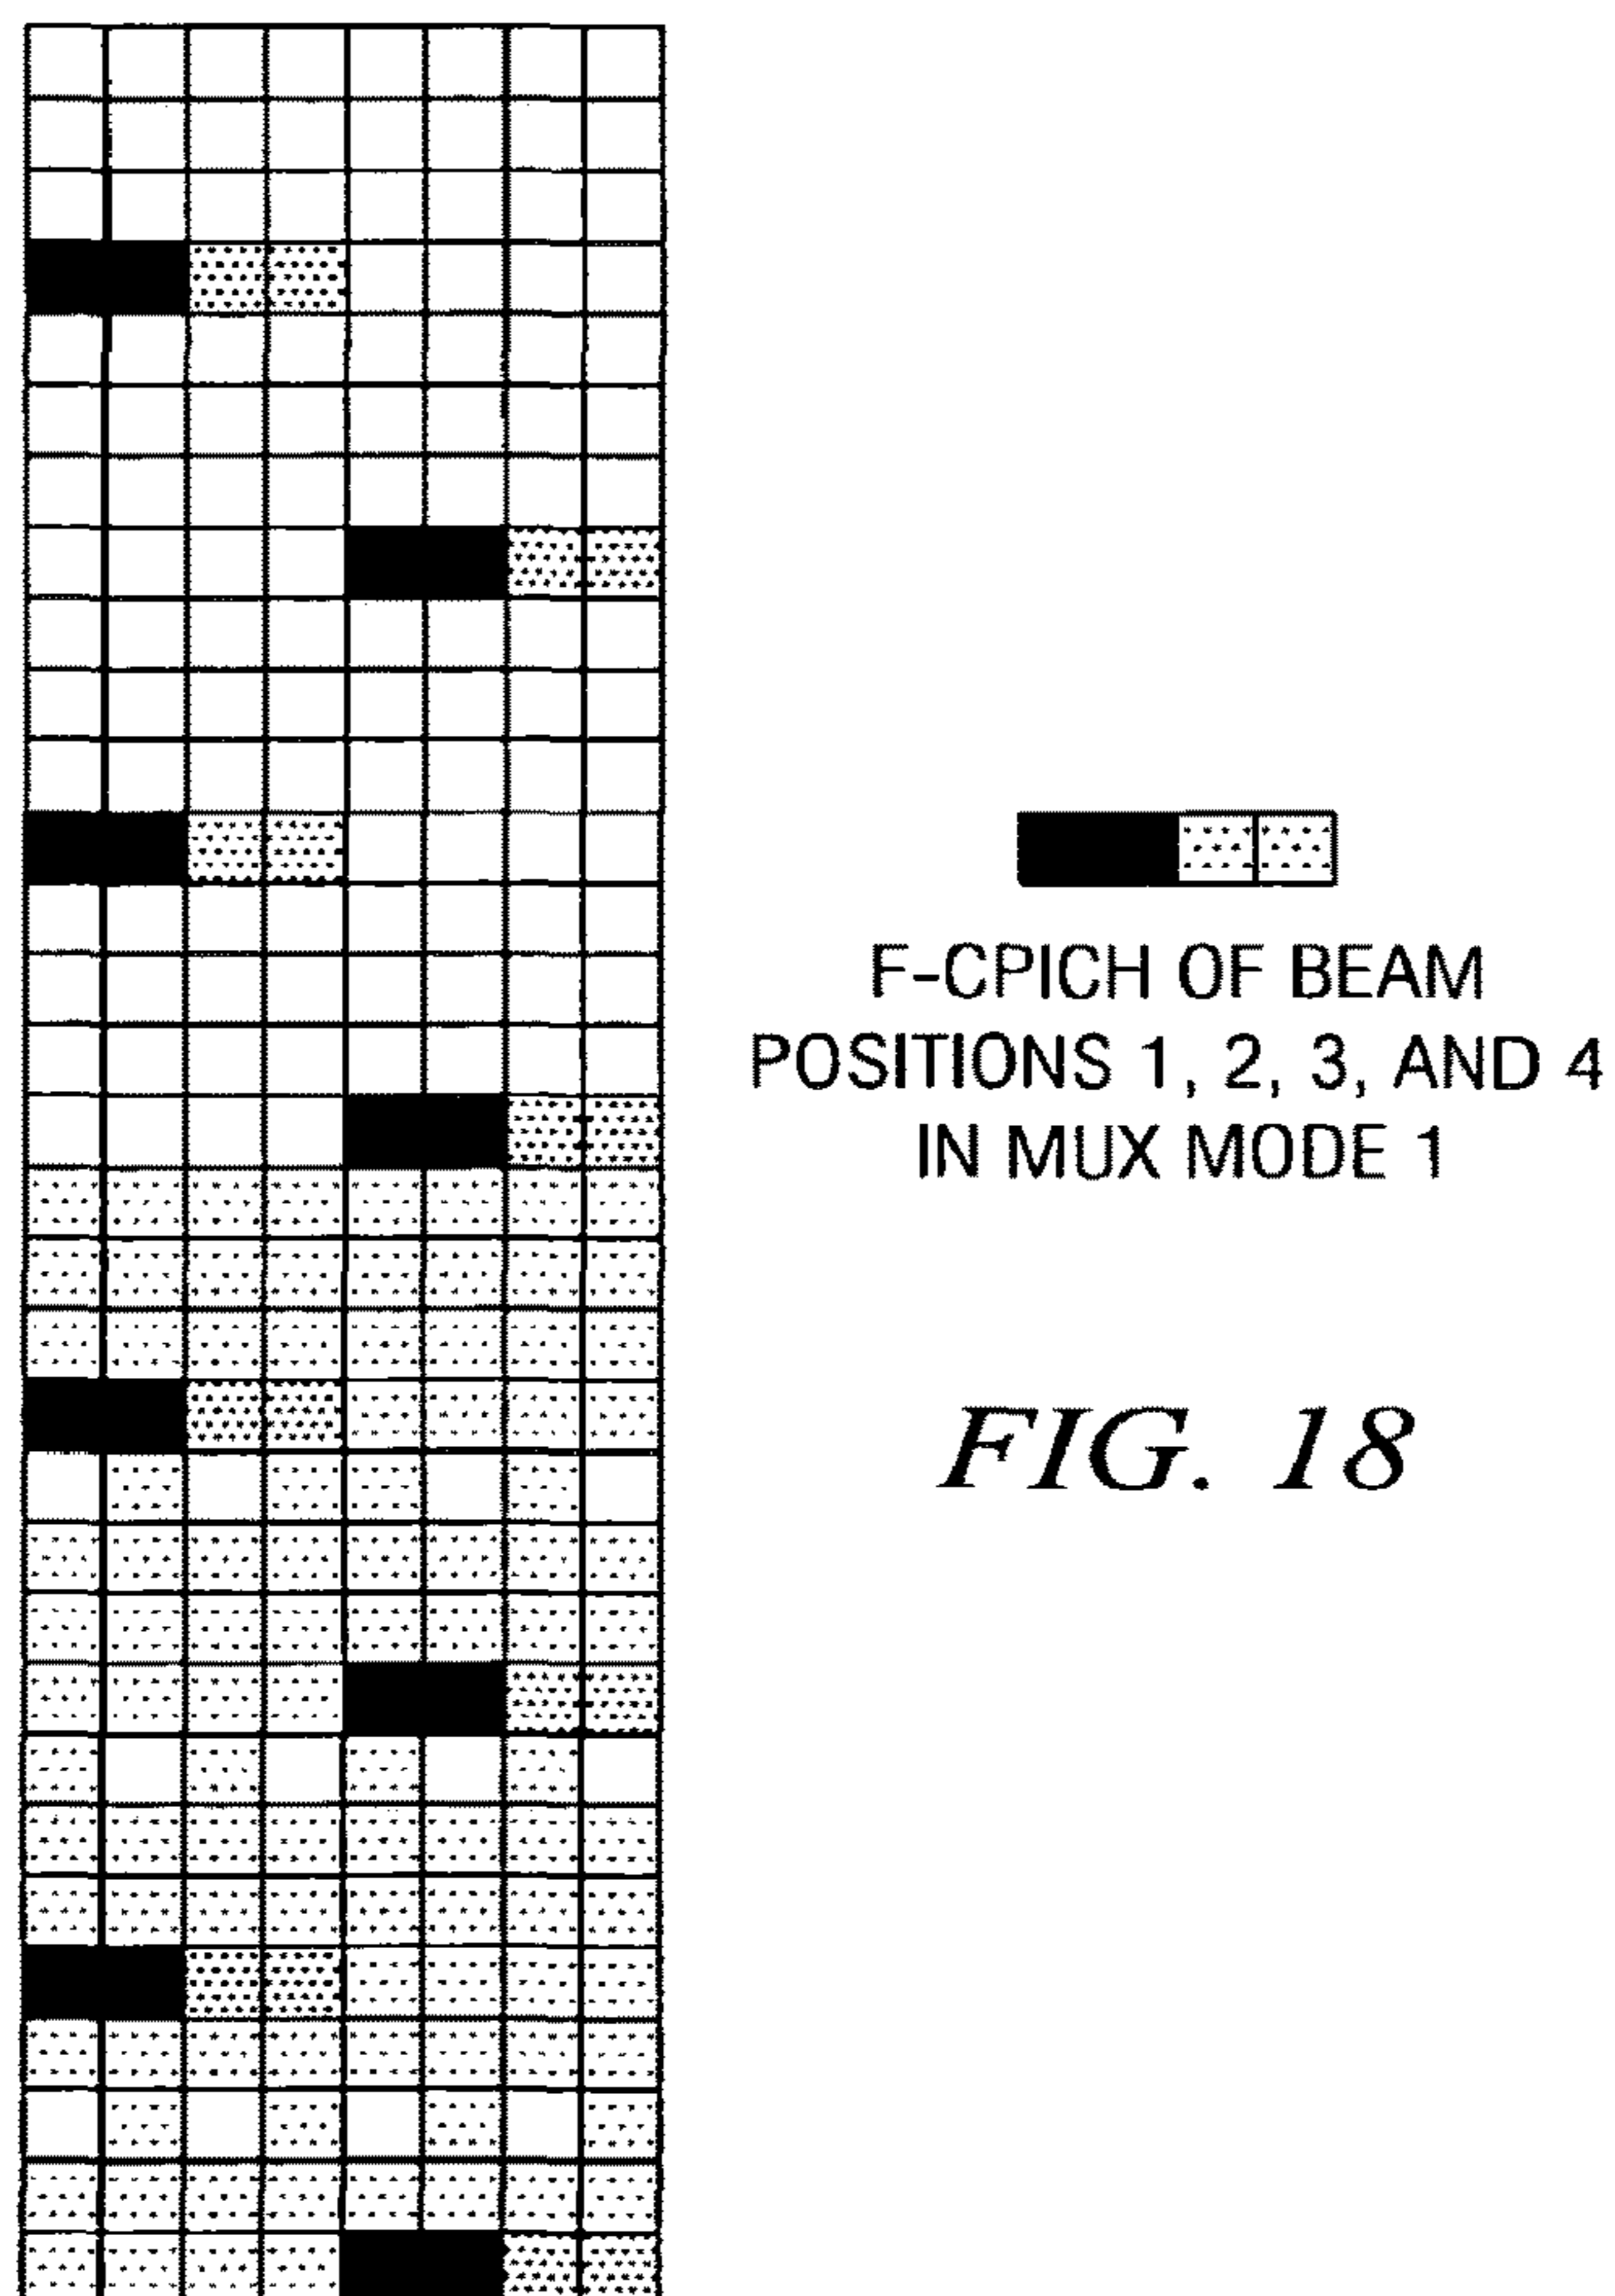 F-CPICH OF BEAM
POSITIONS 1, 2, 3, AND 4
IN MUX MODE 1
FIG. 18